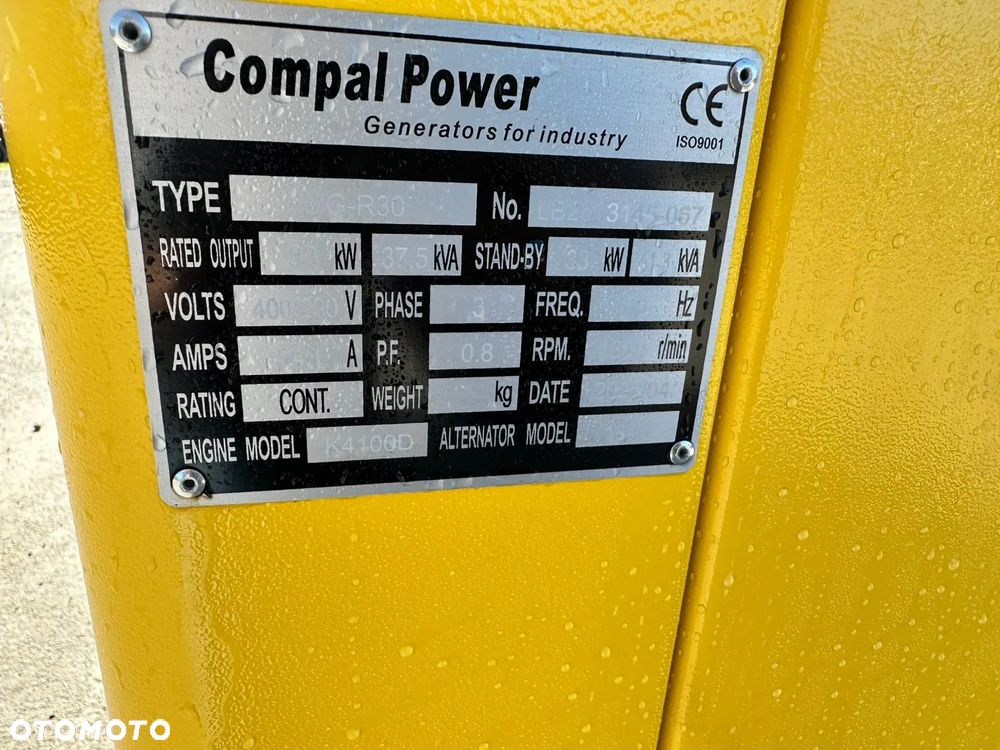 Compal Power
Generators for industry
CE
ISO9001
TYPE G-R30 No. 067
RATED OUTPUT kW 37.5 kVA STAND-BY 33 kW kVA
VOLTS V PHASE 3 FREQ. Hz
AMPS A P.F. 0.8 RPM. r/min
RATING CONT. WEIGHT kg DATE
ENGINE MODEL K4100D ALTERNATOR MODEL
OTOMOTO